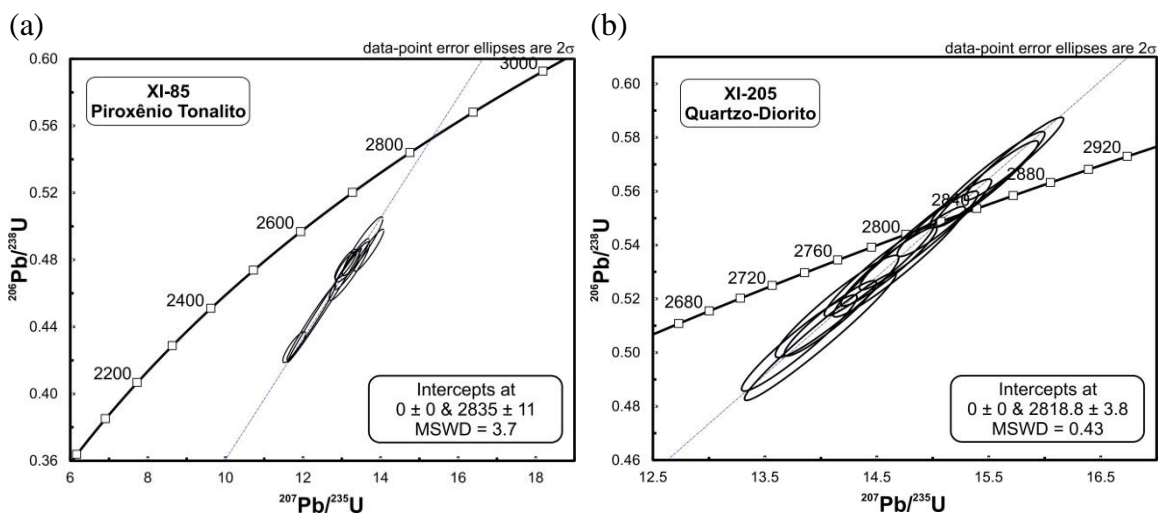 (a)
data-point error ellipses are 2σ
XI-85
Piroxênio Tonalito
0.60
0.56
0.52
0.48
0.44
0.40
0.36
²⁰⁶Pb/²³⁸U
3000
2800
2600
2400
2200
Intercepts at
0 ± 0 & 2835 ± 11
MSWD = 3.7
6 8 10 12 14 16 18
²⁰⁷Pb/²³⁵U
(b)
data-point error ellipses are 2σ
XI-205
Quartzo-Diorito
0.60
0.58
0.56
0.54
0.52
0.50
0.48
0.46
²⁰⁶Pb/²³⁸U
2920
2880
2840
2800
2760
2720
2680
Intercepts at
0 ± 0 & 2818.8 ± 3.8
MSWD = 0.43
12.5 13.5 14.5 15.5 16.5
²⁰⁷Pb/²³⁵U